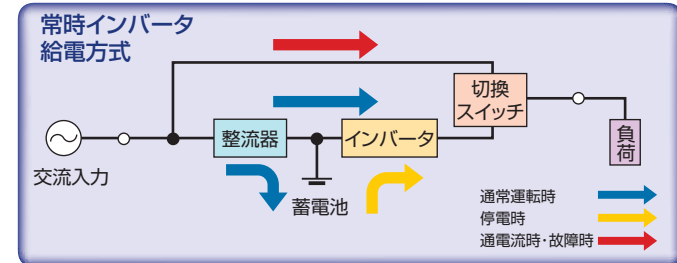 常時インバータ
給電方式
切換
スイッチ
整流器
インバータ
負荷
交流入力
蓄電池
通常運転時
停電時
通電流時・故障時